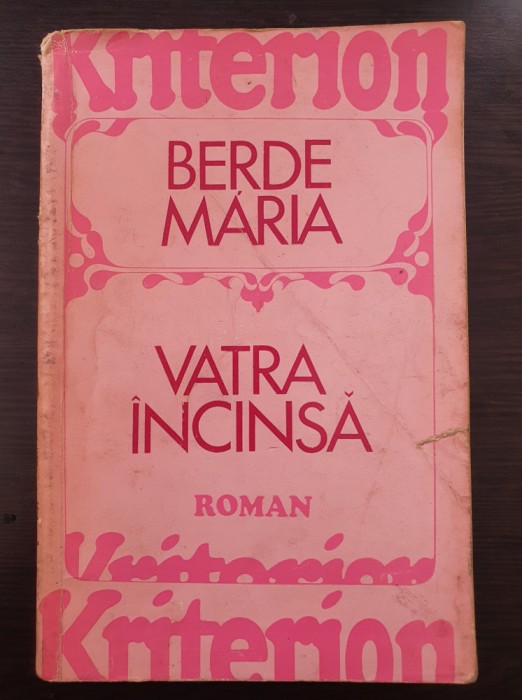 Kriterion
BERDE
MÁRIA
VATRA
ÎNCINSĂ
ROMAN
Kriterion
Kriterion